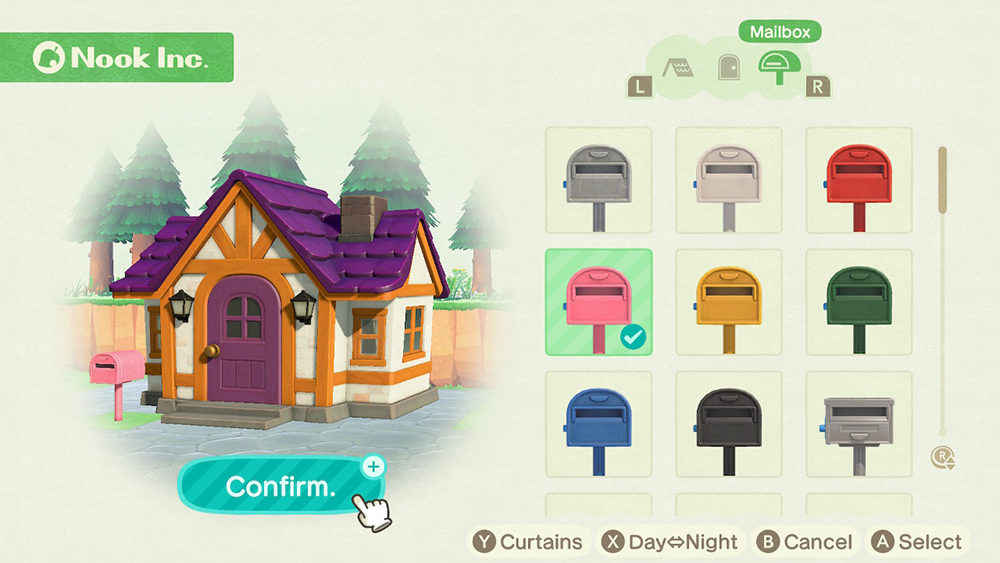 Nook Inc.
Mailbox
L
R
Confirm.
R
Y Curtains
X Day⇔Night
B Cancel
A Select